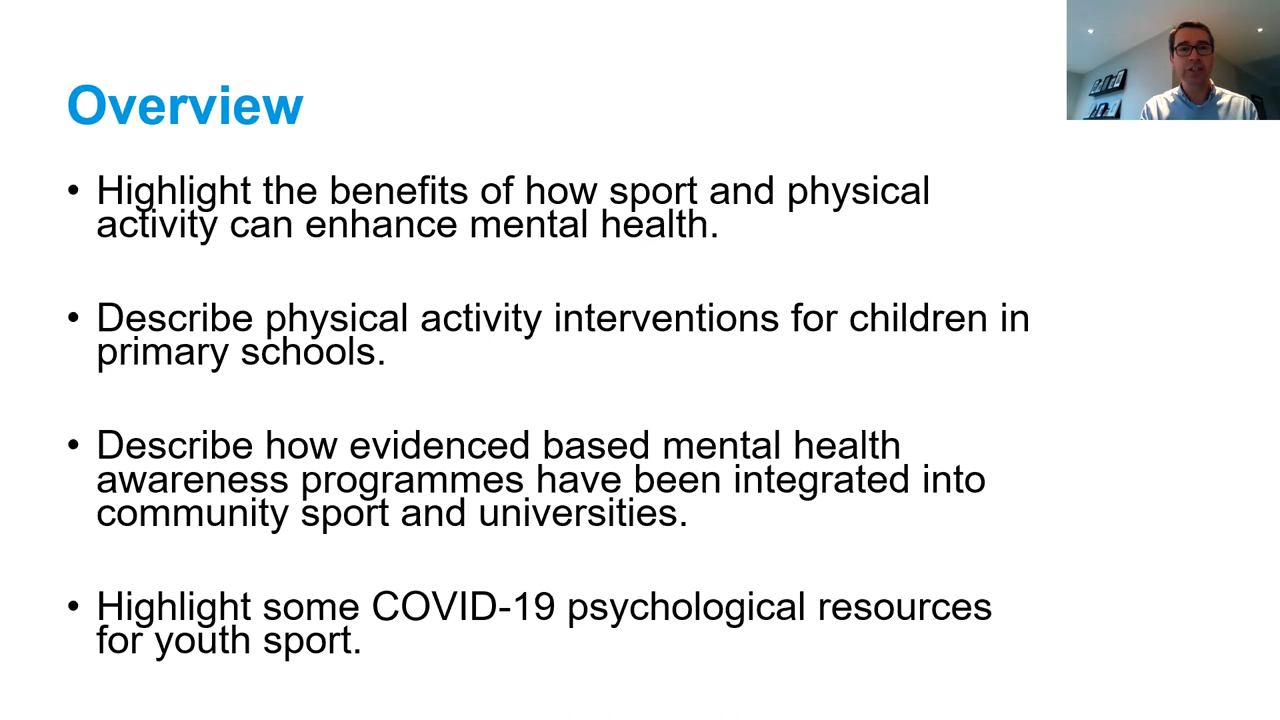 Overview
• Highlight the benefits of how sport and physical
activity can enhance mental health.
• Describe physical activity interventions for children in
primary schools.
• Describe how evidenced based mental health
awareness programmes have been integrated into
community sport and universities.
• Highlight some COVID-19 psychological resources
for youth sport.